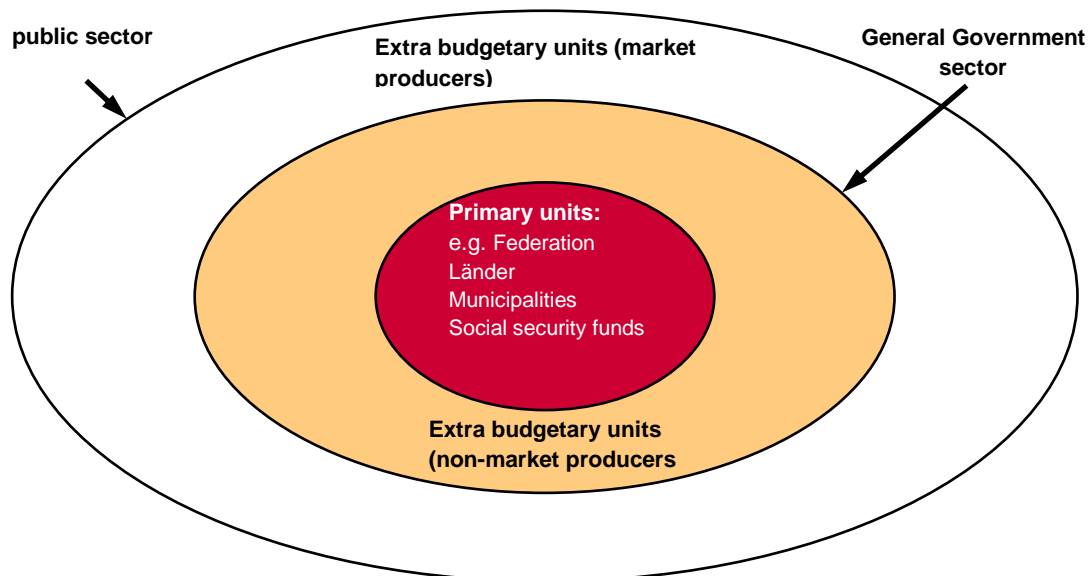 public sector
Extra budgetary units (market
producers)
General Government
sector
Primary units:
e.g. Federation
Länder
Municipalities
Social security funds
Extra budgetary units
(non-market producers